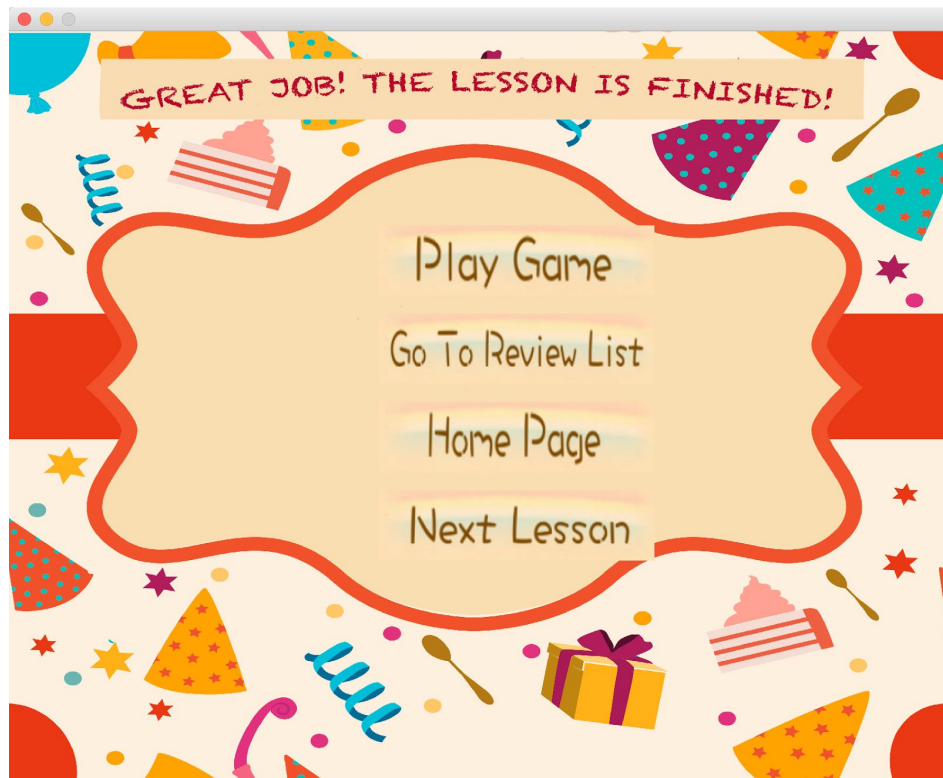 GREAT JOB! THE LESSON IS FINISHED!
Play Game
Go To Review List
Home Page
Next Lesson